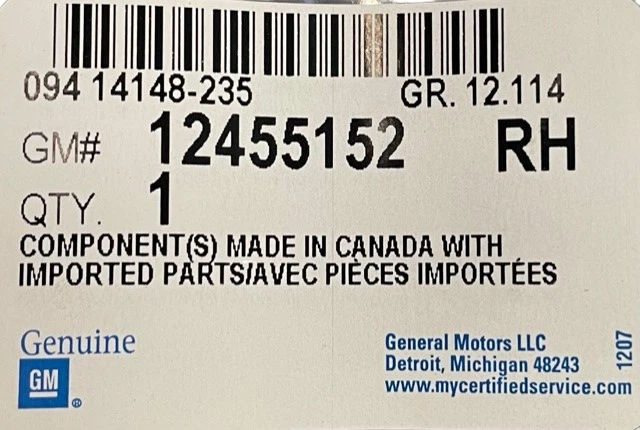 094 14148-235 GR. 12.114
GM# 12455152 RH
QTY. 1
COMPONENT(S) MADE IN CANADA WITH
IMPORTED PARTS/AVEC PIÈCES IMPORTÉES
Genuine
GM ®
General Motors LLC
Detroit, Michigan 48243
www.mycertifiedservice.com
1207